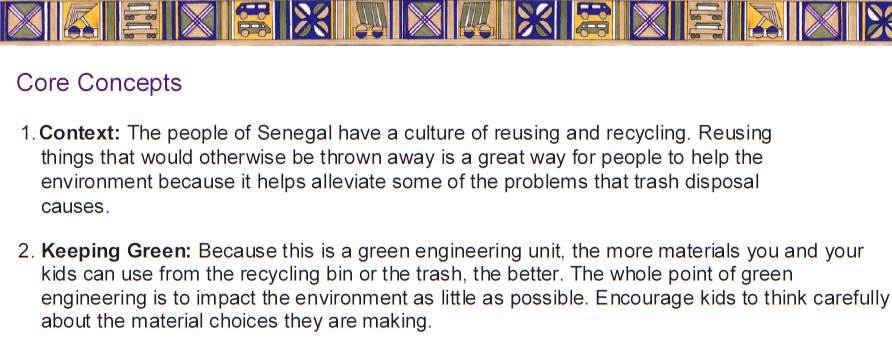 Core Concepts
1. Context: The people of Senegal have a culture of reusing and recycling. Reusing
things that would otherwise be thrown away is a great way for people to help the
environment because it helps alleviate some of the problems that trash disposal
causes.
2. Keeping Green: Because this is a green engineering unit, the more materials you and your
kids can use from the recycling bin or the trash, the better. The whole point of green
engineering is to impact the environment as little as possible. Encourage kids to think carefully
about the material choices they are making.